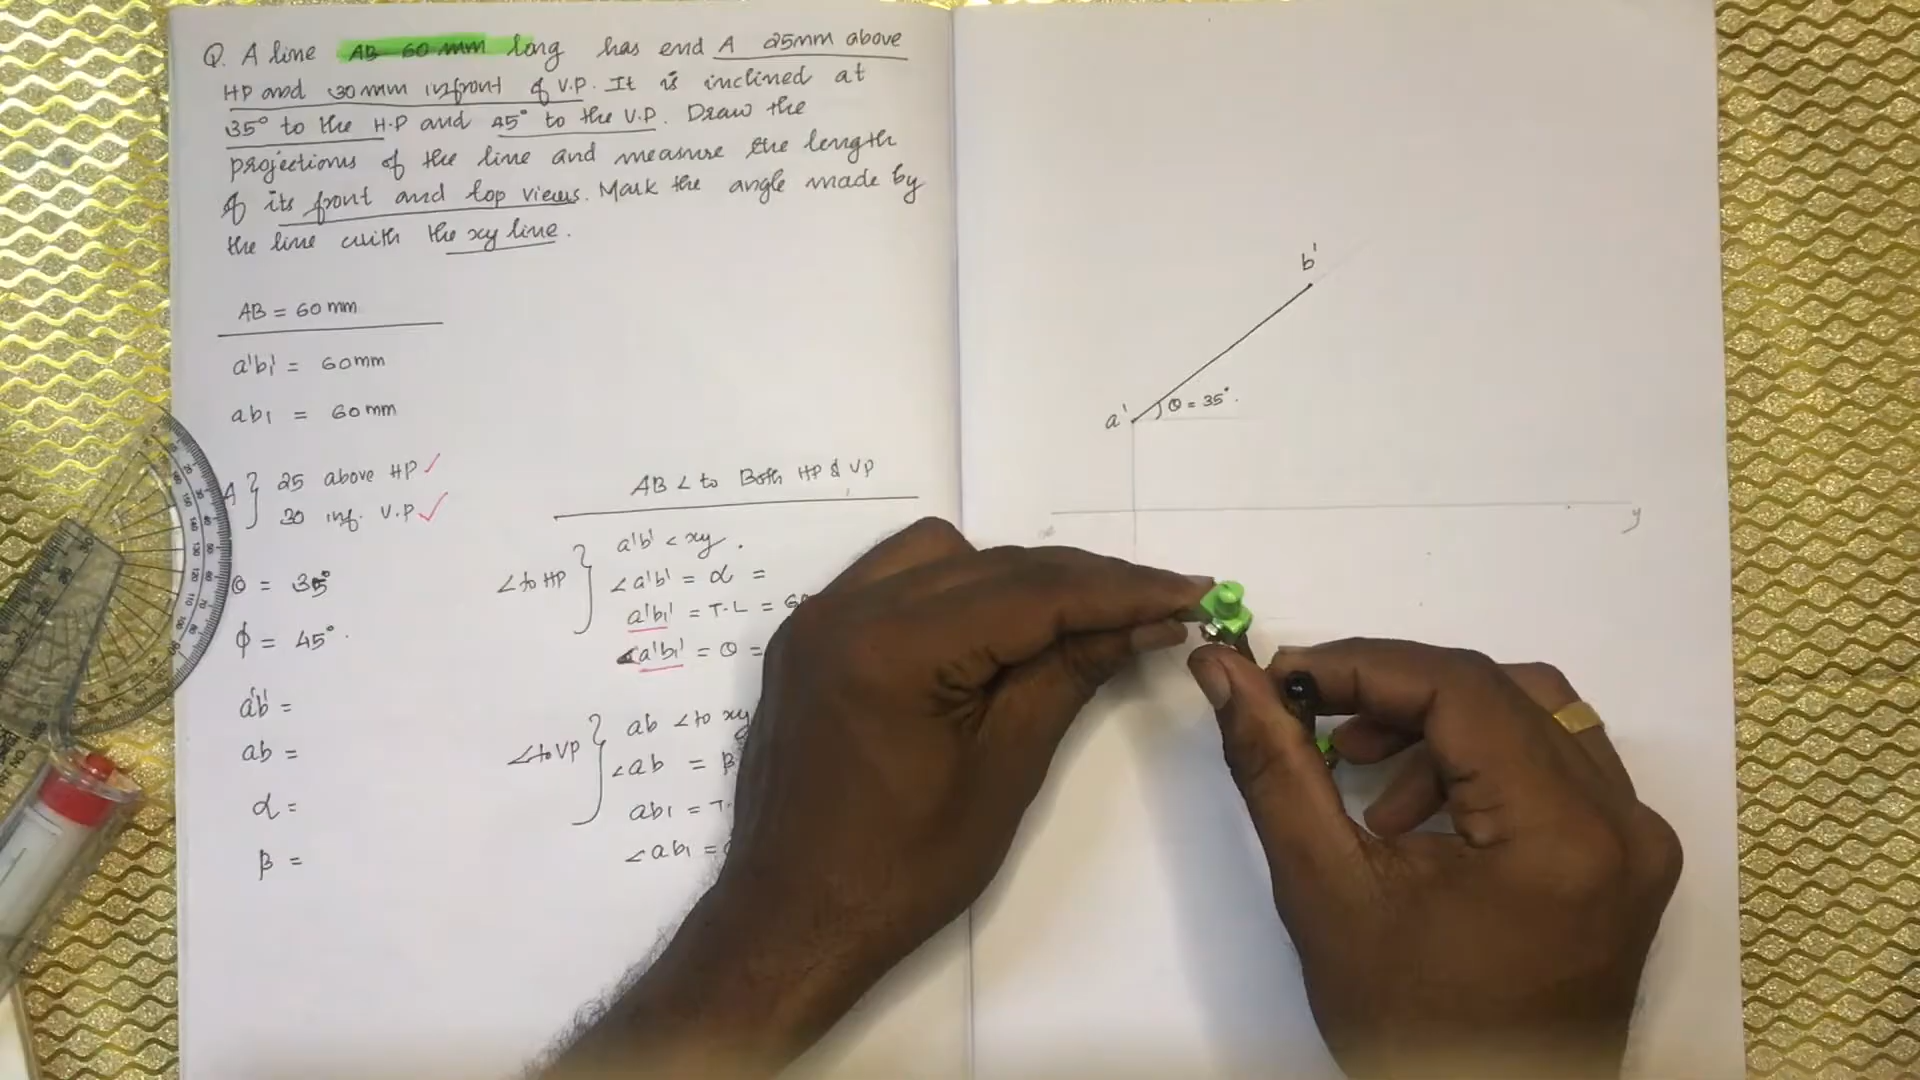 Q. A line AB 60 mm long has end A 25mm above
HP and 30 mm infront of V.P. It is inclined at
35° to the H.P and 45° to the V.P. Draw the
projections of the line and measure the length
of its front and top views. Mark the angle made by
the line with the xy line.
AB = 60 mm
a'b1' = 60mm
ab1 = 60mm
A } 25 above HP ✓
30 inf. V.P ✓
θ = 35°
ϕ = 45°.
a'b' =
ab =
α =
β =
AB ∠ to Both HP & VP
∠ to HP } a'b' < xy.
∠a'b' = α =
a'b1' = T.L = 60
∠a'b1' = θ =
∠ to VP } ab ∠ to xy
∠ab = β
ab1 = T.
∠ab1 =
b'
a'
θ = 35°.
y